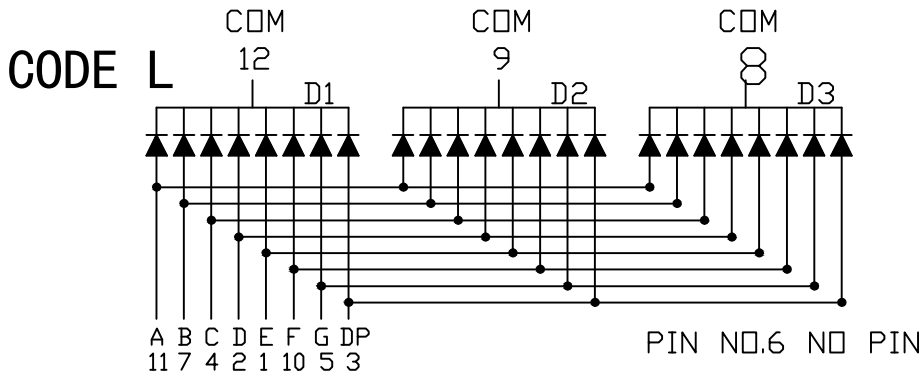 COM COM COM
12 9 8
CODE L
D1 D2 D3
A B C D E F G DP
11 7 4 2 1 10 5 3
PIN NO.6 NO PIN